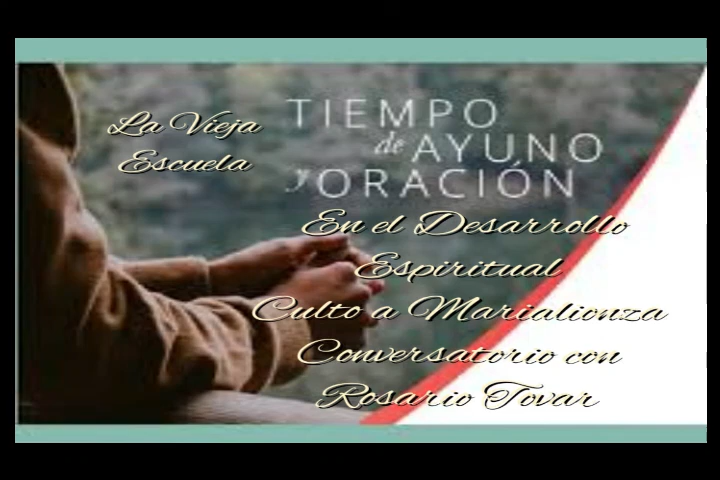 La Vieja
Escuela
TIEMPO
de AYUNO
y ORACIÓN
En el Desarrollo
Espiritual
Culto a Marialionza
Conversatorio con
Rosario Tovar